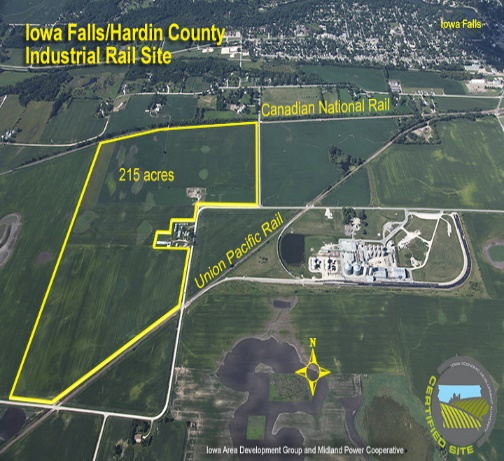 Iowa Falls/Hardin County
Industrial Rail Site
Iowa Falls
Canadian National Rail
215 acres
Union Pacific Rail
N
CERTIFIED SITE
Iowa Area Development Group and Midland Power Cooperative